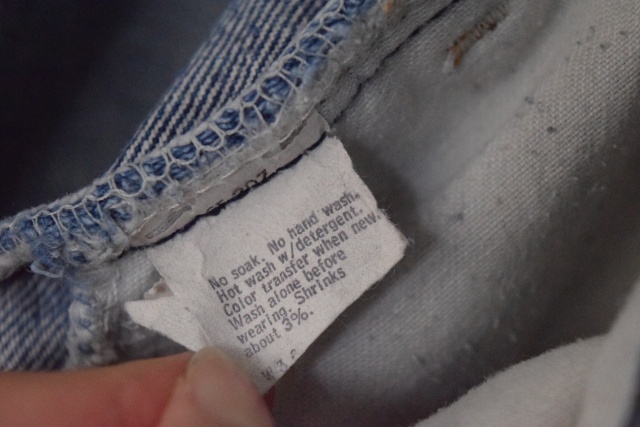 No soak. No hand wash.
Hot wash w/detergent.
Color transfer when new.
Wash alone before
wearing. Shrinks
about 3%.